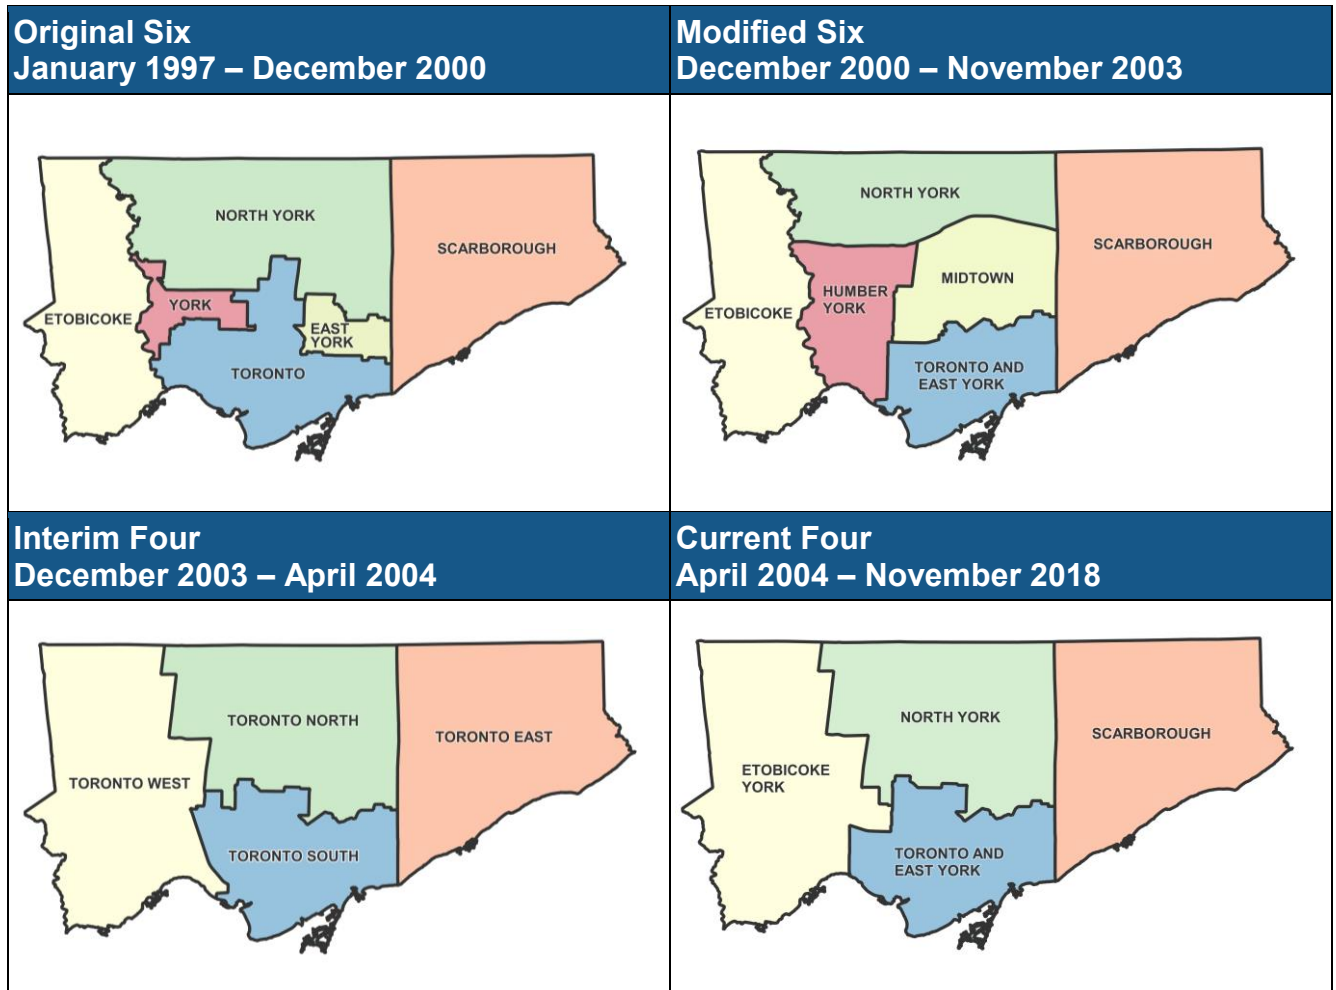 Original Six
January 1997 – December 2000
NORTH YORK
SCARBOROUGH
YORK
ETOBICOKE
EAST
YORK
TORONTO
Modified Six
December 2000 – November 2003
NORTH YORK
SCARBOROUGH
MIDTOWN
HUMBER
YORK
ETOBICOKE
TORONTO AND
EAST YORK
Interim Four
December 2003 – April 2004
TORONTO NORTH
TORONTO EAST
TORONTO WEST
TORONTO SOUTH
Current Four
April 2004 – November 2018
NORTH YORK
SCARBOROUGH
ETOBICOKE
YORK
TORONTO AND
EAST YORK